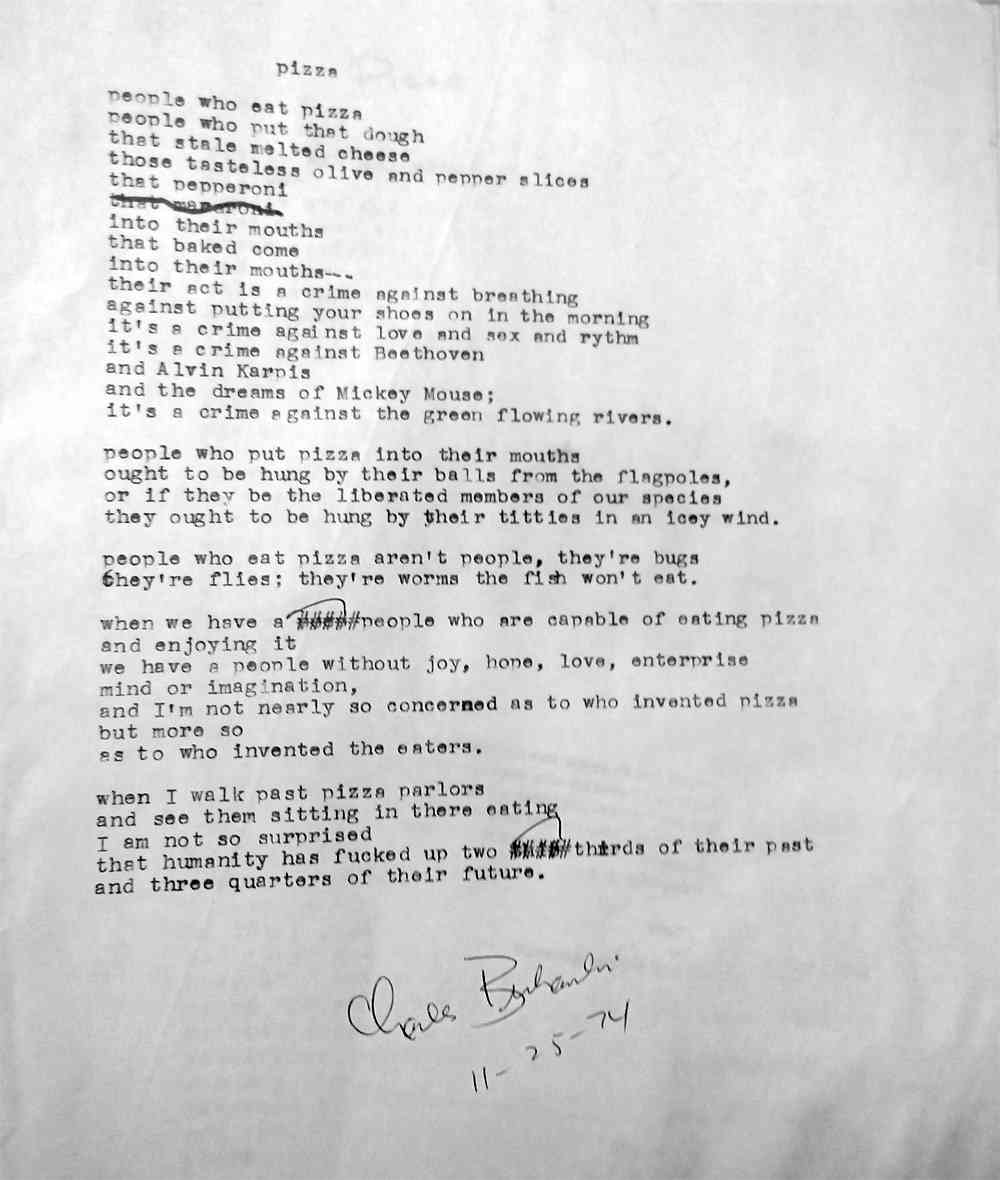 pizza
people who eat pizza
people who put that dough
that stale melted cheese
those tasteless olive and pepper slices
that pepperoni
that maparoni
into their mouths
that baked come
into their mouths--.
their act is a crime against breathing
against putting your shoes on in the morning
it's a crime against love and sex and rythm
it's a crime against Beethoven
and Alvin Karpis
and the dreams of Mickey Mouse;
it's a crime against the green flowing rivers.
people who put pizza into their mouths
ought to be hung by their balls from the flagpoles,
or if they be the liberated members of our species
they ought to be hung by their titties in an icey wind.
people who eat pizza aren't people, they're bugs
they're flies; they're worms the fish won't eat.
when we have a #####people who are capable of eating pizza
and enjoying it
we have a people without joy, hope, love, enterprise
mind or imagination,
and I'm not nearly so concerned as to who invented pizza
but more so
as to who invented the eaters.
when I walk past pizza parlors
and see them sitting in there eating
I am not so surprised
that humanity has fucked up two #####thirds of their past
and three quarters of their future.
Charles Bukowski
11-25-74